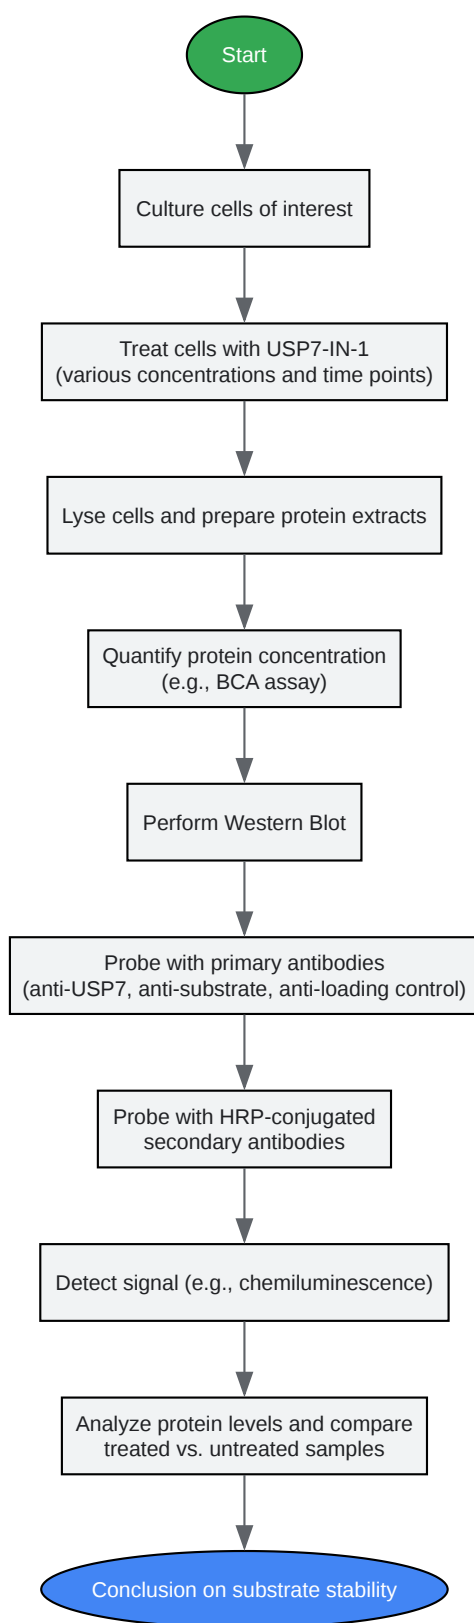 Start
Culture cells of interest
Treat cells with USP7-IN-1
(various concentrations and time points)
Lyse cells and prepare protein extracts
Quantify protein concentration
(e.g., BCA assay)
Perform Western Blot
Probe with primary antibodies
(anti-USP7, anti-substrate, anti-loading control)
Probe with HRP-conjugated
secondary antibodies
Detect signal (e.g., chemiluminescence)
Analyze protein levels and compare
treated vs. untreated samples
Conclusion on substrate stability